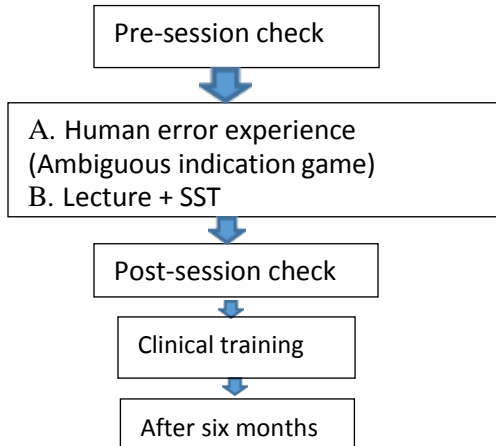 Pre-session check
A. Human error experience
(Ambiguous indication game)
B. Lecture + SST
Post-session check
Clinical training
After six months